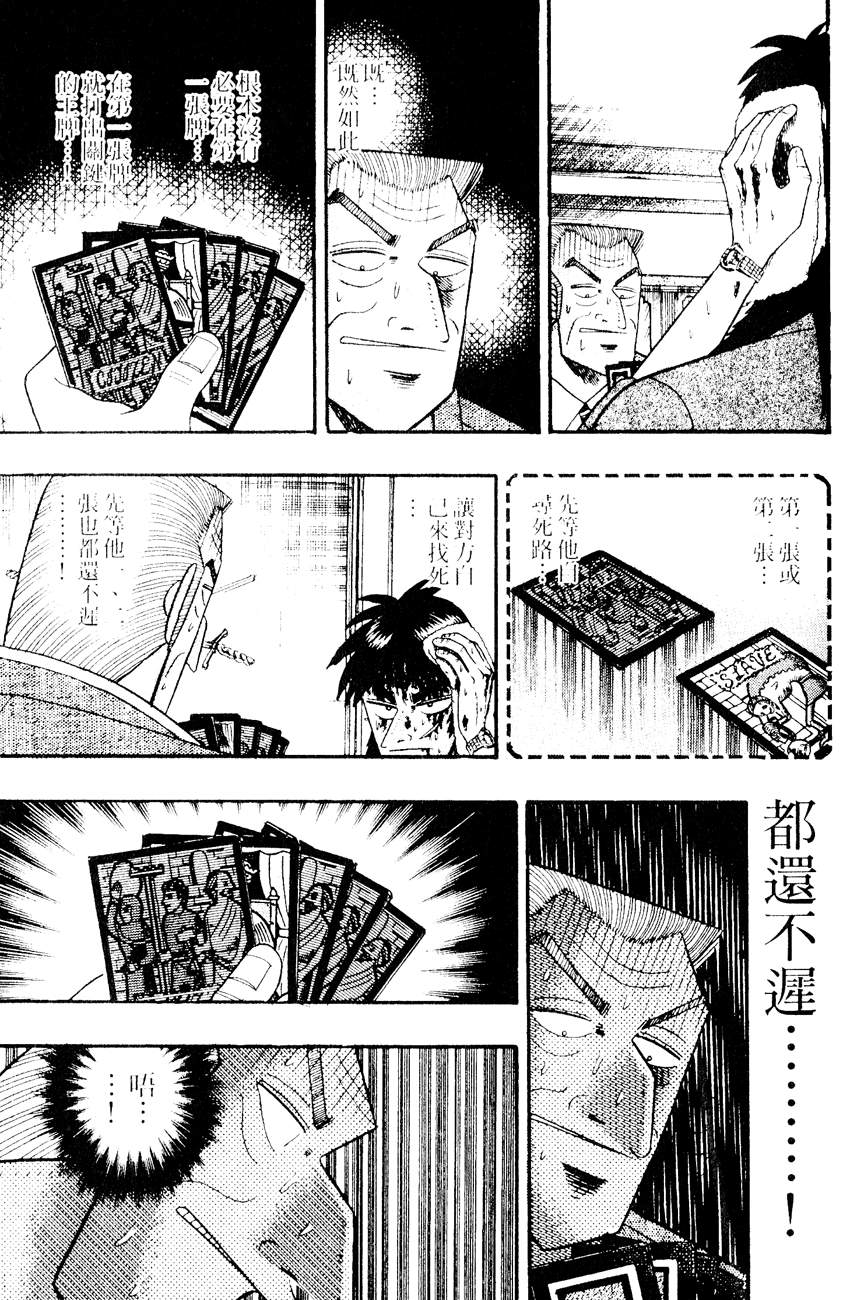 既…
既然如此
根本沒有
必要在第
一張牌…
在第一張牌
就打出關鍵
的王牌…！
CITIZEN
第一張或
第二張…
先等他自
尋死路…
SLAVE
讓對方自
己來找死
…
先等他一、二
張也都還不遲
………！
都還不遲…………！
唔…
…！